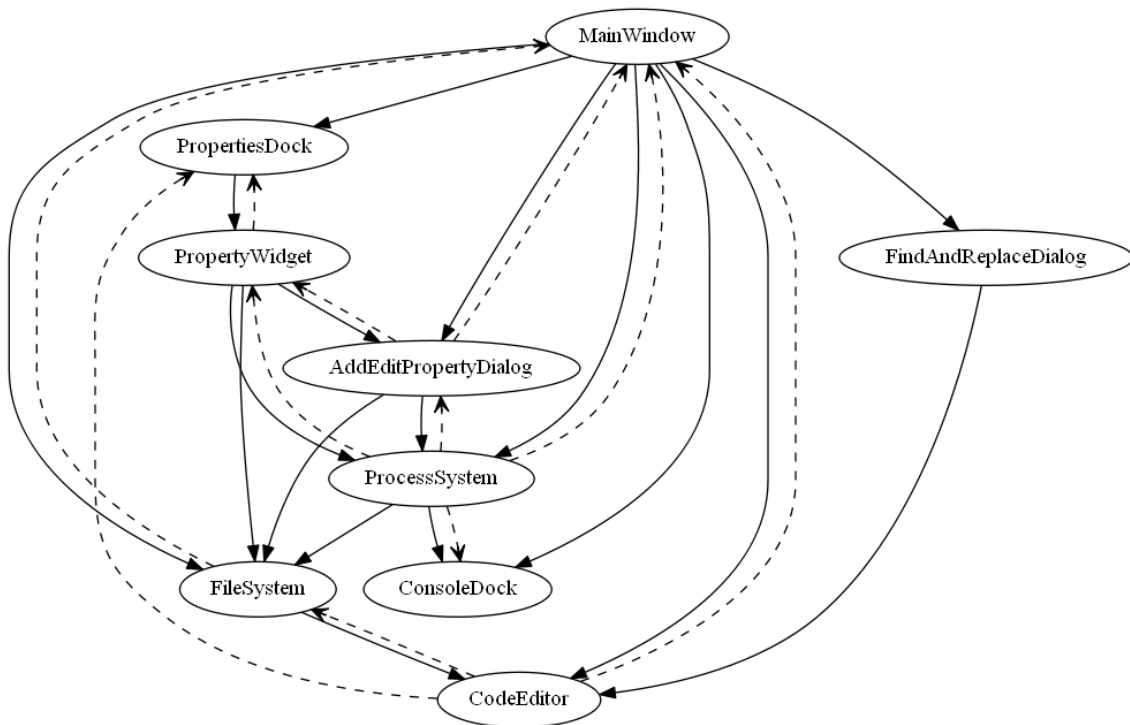 MainWindow
PropertiesDock
PropertyWidget
FindAndReplaceDialog
AddEditPropertyDialog
ProcessSystem
FileSystem
ConsoleDock
CodeEditor